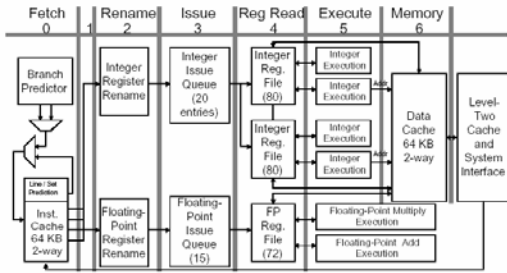 Fetch
0
1
Rename
2
Issue
3
Reg Read
4
Execute
5
Memory
6
Branch
Predictor
Line / Set
Prediction
Inst.
Cache
64 KB
2-way
Integer
Register
Rename
Floating-
Point
Register
Rename
Integer
Issue
Queue
(20
entries)
Floating-
Point
Issue
Queue
(15)
Integer
Reg.
File
(80)
Integer
Reg.
File
(80)
FP
Reg.
File
(72)
Integer
Execution
Integer
Execution
Addr
Integer
Execution
Integer
Execution
Addr
Floating-Point Multiply
Execution
Floating-Point Add
Execution
Data
Cache
64 KB
2-way
Level-
Two
Cache
and
System
Interface